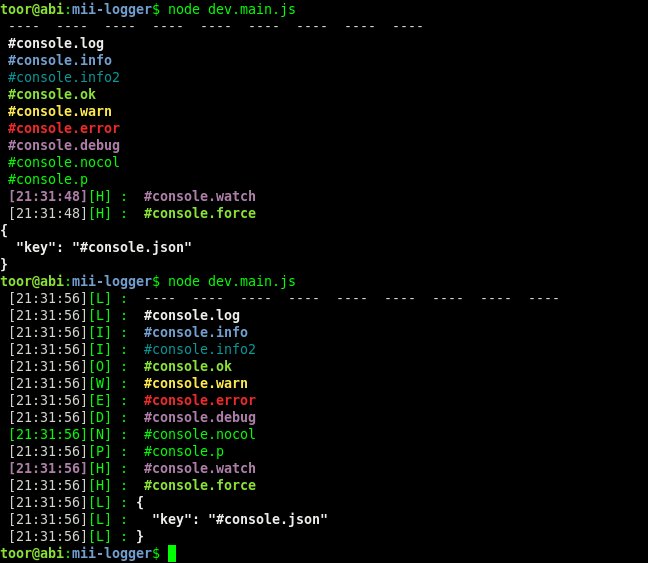 toor@abi:mii-logger$ node dev.main.js
----  ----  ----  ----  ----  ----  ----  ----  ----
#console.log
#console.info
#console.info2
#console.ok
#console.warn
#console.error
#console.debug
#console.nocol
#console.p
[21:31:48][H] :  #console.watch
[21:31:48][H] :  #console.force
{
  "key": "#console.json"
}
toor@abi:mii-logger$ node dev.main.js
[21:31:56][L] :  ----  ----  ----  ----  ----  ----  ----  ----  ----
[21:31:56][L] :  #console.log
[21:31:56][I] :  #console.info
[21:31:56][I] :  #console.info2
[21:31:56][O] :  #console.ok
[21:31:56][W] :  #console.warn
[21:31:56][E] :  #console.error
[21:31:56][D] :  #console.debug
[21:31:56][N] :  #console.nocol
[21:31:56][P] :  #console.p
[21:31:56][H] :  #console.watch
[21:31:56][H] :  #console.force
[21:31:56][L] : {
[21:31:56][L] :   "key": "#console.json"
[21:31:56][L] : }
toor@abi:mii-logger$